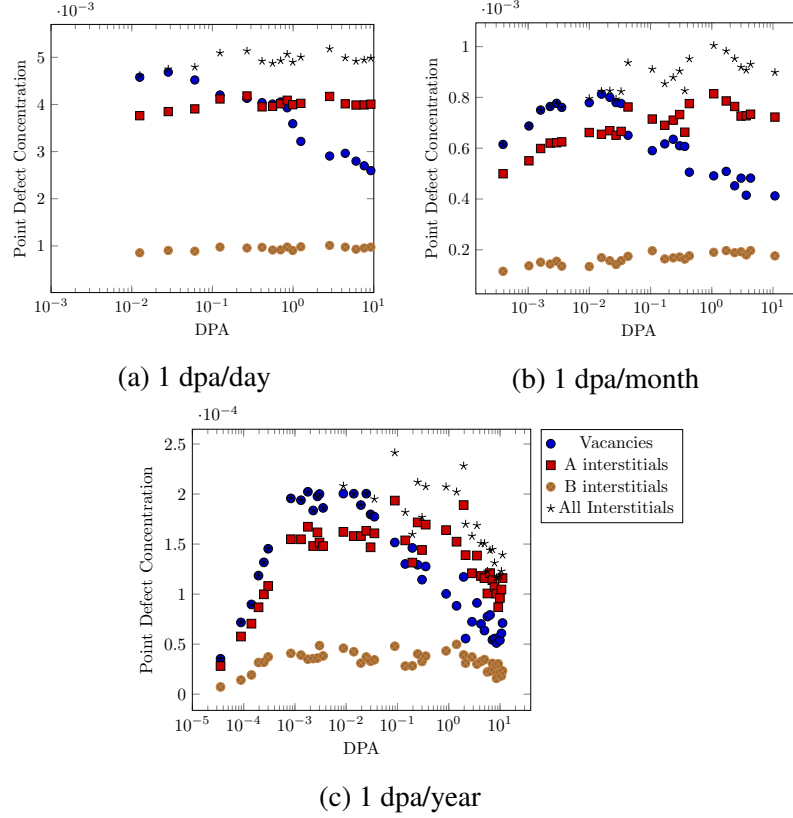 ·10⁻³
5
4
3
2
1
Point Defect Concentration
10⁻³ 10⁻² 10⁻¹ 10⁰ 10¹
DPA
(a) 1 dpa/day
·10⁻³
1
0.8
0.6
0.4
0.2
Point Defect Concentration
10⁻³ 10⁻² 10⁻¹ 10⁰ 10¹
DPA
(b) 1 dpa/month
·10⁻⁴
2.5
2
1.5
1
0.5
0
Point Defect Concentration
10⁻⁵ 10⁻⁴ 10⁻³ 10⁻² 10⁻¹ 10⁰ 10¹
DPA
Vacancies
A interstitials
B interstitials
All Interstitials
(c) 1 dpa/year